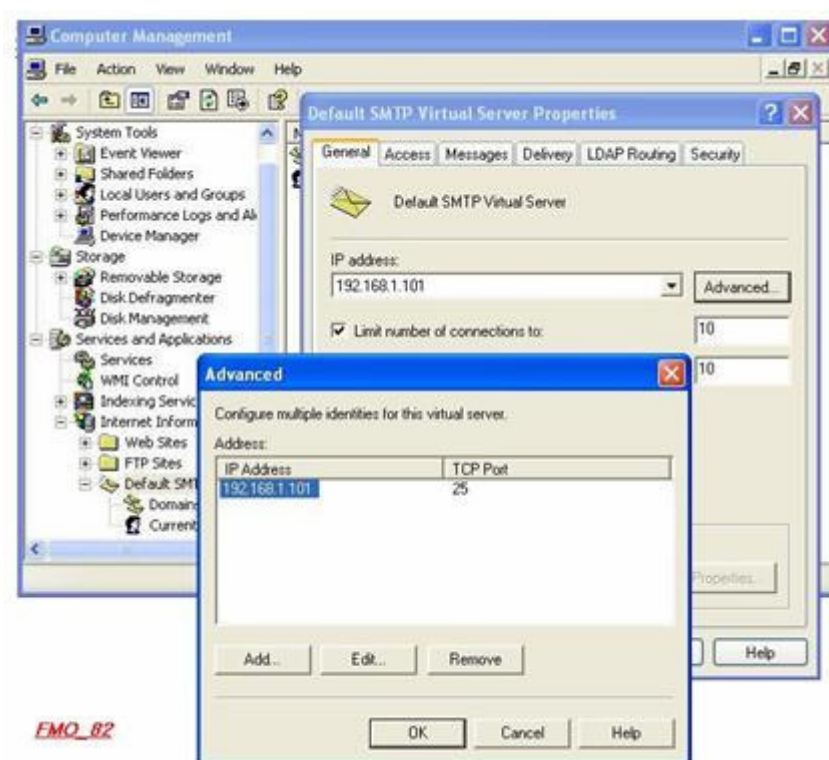 Computer Management
File Action View Window Help
System Tools
Event Viewer
Shared Folders
Local Users and Groups
Performance Logs and Al
Device Manager
Storage
Removable Storage
Disk Defragmenter
Disk Management
Services and Applications
Services
WMI Control
Indexing Servic
Internet Inform
Web Sites
FTP Sites
Default SMT
Domain
Current
Default SMTP Virtual Server Properties
General Access Messages Delivery LDAP Routing Security
Default SMTP Virtual Server
IP address:
192.168.1.101 Advanced...
Limit number of connections to: 10
10
Properties...
Help
Advanced
Configure multiple identities for this virtual server.
Address:
IP Address TCP Port
192.168.1.101 25
Add... Edit... Remove
OK Cancel Help
FMO_82